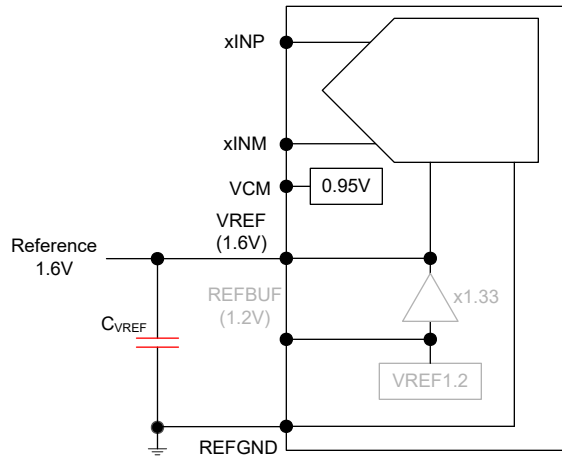 xINP
xINM
VCM
0.95V
VREF
(1.6V)
Reference
1.6V
REFBUF
(1.2V)
x1.33
CVREF
VREF1.2
REFGND